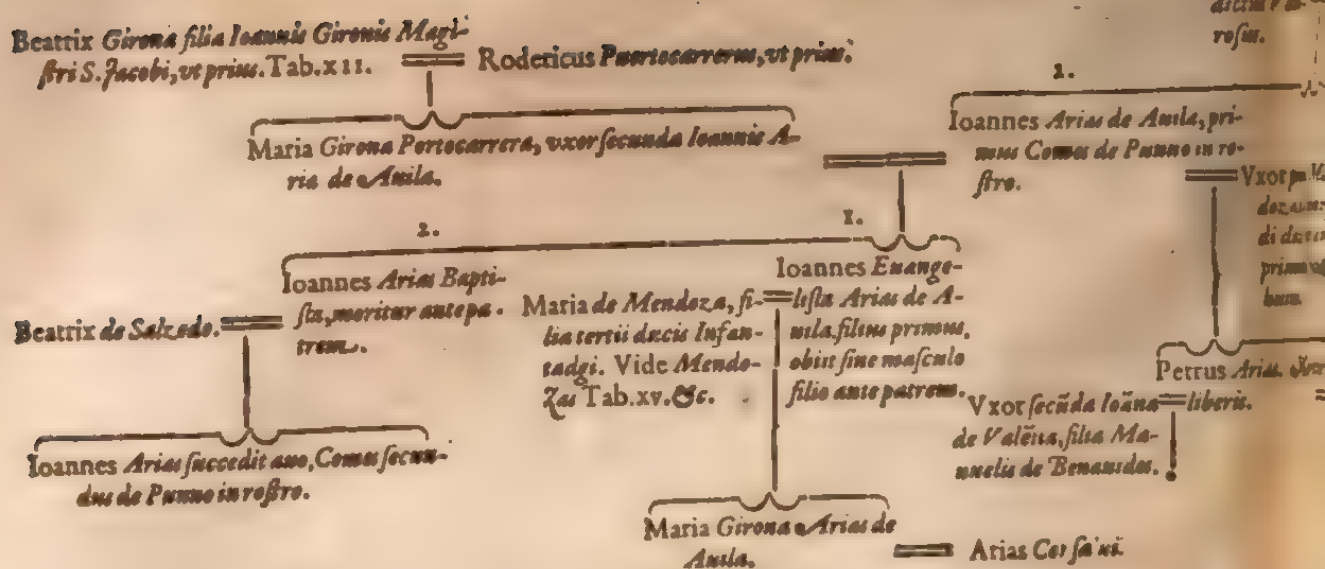 Beatrix Girona filia Ioannis Gironis Magi-
stri S. Jacobi, vt prius. Tab. xii.
Rodericus Puertocarrerus, vt prius.
rosus.
Maria Girona Portocarrera, vxor secunda Ioannis A-
ria de Auila.
1.
Ioannes Arias de Auila, pri-
mus Comes de Punno in ro-
stro.
Vxor
2.
1.
Ioannes Arias Bapti-
sta, moritur ante pa-
trem.
Beatrix de Salzedo.
Maria de Mendoza, fi-
lia tertii ducis Infan-
tadgi. Vide Mendo-
zas Tab. xv. &c.
Ioannes Euange-
lista Arias de A-
uila, filius primus,
obiit sine masculo
filio ante patrem.
Petrus Arias.
liberis.
Vxor secũda Ioãna
de Valẽtia, filia Ma-
nuelis de Benauides.
Ioannes Arias succedit auo, Comes secun-
dus de Punno in rostro.
Maria Girona Arias de
Auila.
Arias